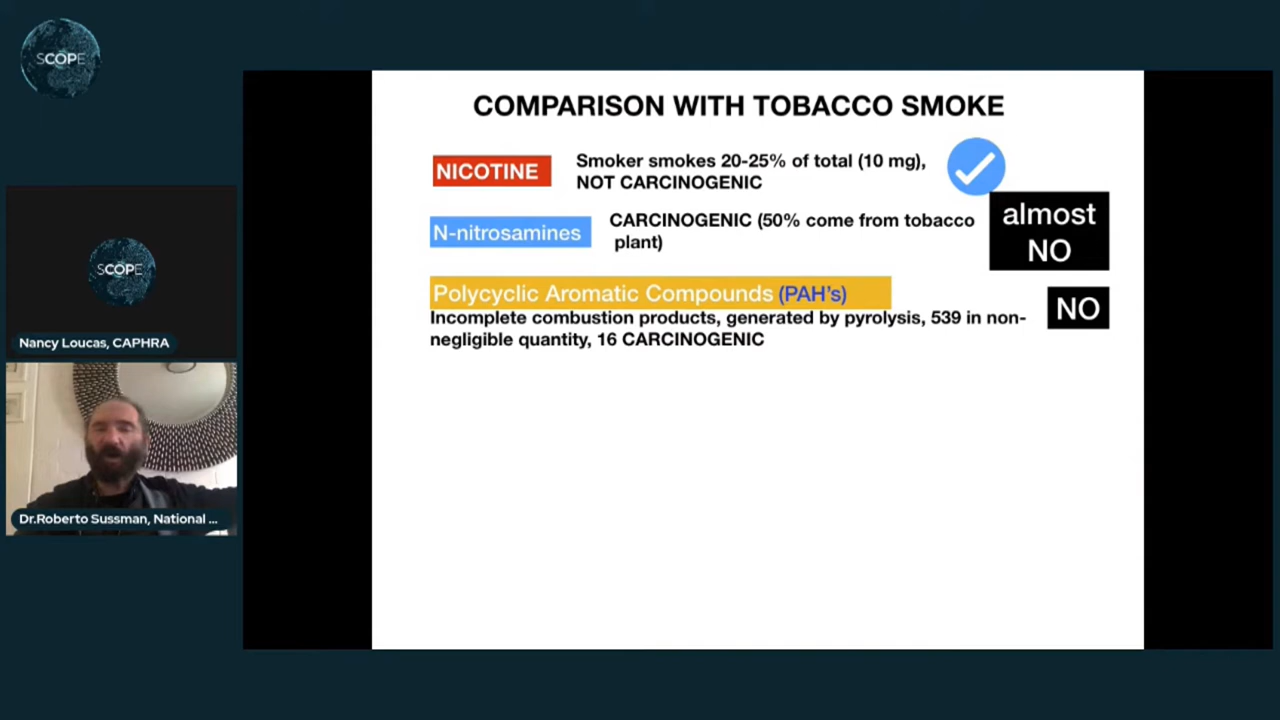 SCOPE
COMPARISON WITH TOBACCO SMOKE
NICOTINE
Smoker smokes 20-25% of total (10 mg),
NOT CARCINOGENIC
N-nitrosamines
CARCINOGENIC (50% come from tobacco
plant)
almost
NO
Polycyclic Aromatic Compounds (PAH's)
Incomplete combustion products, generated by pyrolysis, 539 in non-
negligible quantity, 16 CARCINOGENIC
NO
SCOPE
Nancy Loucas, CAPHRA
Dr.Roberto Sussman, National ...